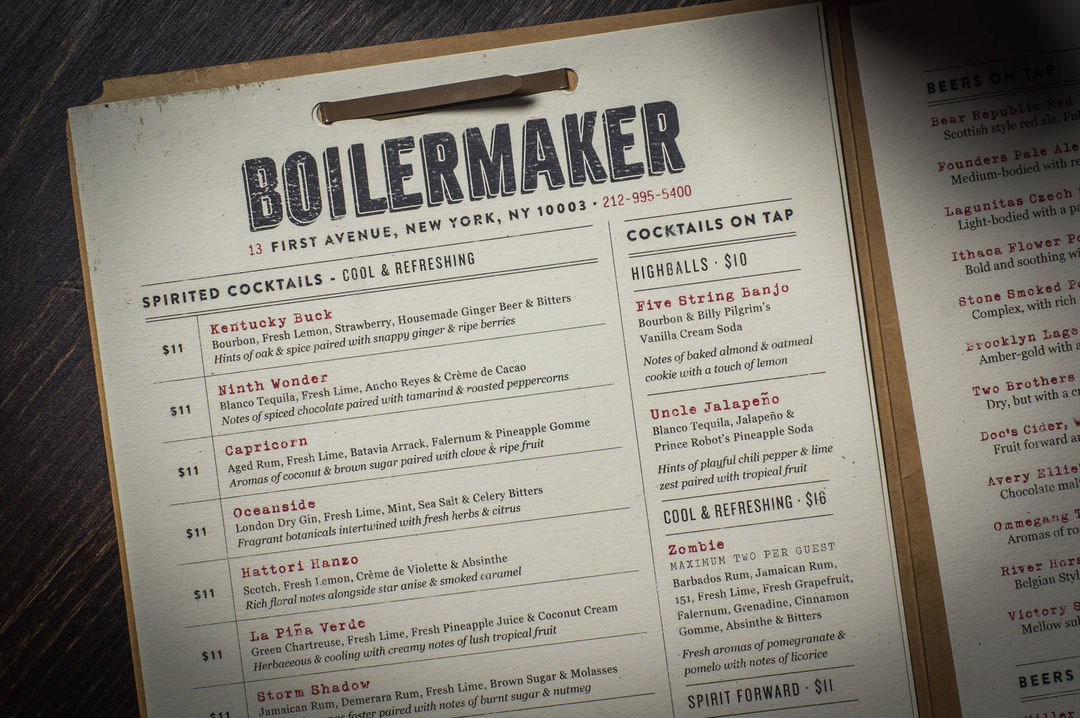 BOILERMAKER
13 FIRST AVENUE, NEW YORK, NY 10003 · 212-995-5400
SPIRITED COCKTAILS - COOL & REFRESHING
Kentucky Buck
$11
Bourbon, Fresh Lemon, Strawberry, Housemade Ginger Beer & Bitters
Hints of oak & spice paired with snappy ginger & ripe berries
Ninth Wonder
$11
Blanco Tequila, Fresh Lime, Ancho Reyes & Crème de Cacao
Notes of spiced chocolate paired with tamarind & roasted peppercorns
Capricorn
$11
Aged Rum, Fresh Lime, Batavia Arrack, Falernum & Pineapple Gomme
Aromas of coconut & brown sugar paired with clove & ripe fruit
Oceanside
$11
London Dry Gin, Fresh Lime, Mint, Sea Salt & Celery Bitters
Fragrant botanicals intertwined with fresh herbs & citrus
Hattori Hanzo
$11
Scotch, Fresh Lemon, Crème de Violette & Absinthe
Rich floral notes alongside star anise & smoked caramel
La Piña Verde
$11
Green Chartreuse, Fresh Lime, Fresh Pineapple Juice & Coconut Cream
Herbaceous & cooling with creamy notes of lush tropical fruit
Storm Shadow
$11
Jamaican Rum, Demerara Rum, Fresh Lime, Brown Sugar & Molasses
foster paired with notes of burnt sugar & nutmeg
COCKTAILS ON TAP
HIGHBALLS · $10
Five String Banjo
Bourbon & Billy Pilgrim's
Vanilla Cream Soda
Notes of baked almond & oatmeal
cookie with a touch of lemon
Uncle Jalapeño
Blanco Tequila, Jalapeño &
Prince Robot's Pineapple Soda
Hints of playful chili pepper & lime
zest paired with tropical fruit
COOL & REFRESHING · $16
Zombie
MAXIMUM TWO PER GUEST
Barbados Rum, Jamaican Rum,
151, Fresh Lime, Fresh Grapefruit,
Falernum, Grenadine, Cinnamon
Gomme, Absinthe & Bitters
Fresh aromas of pomegranate &
pomelo with notes of licorice
SPIRIT FORWARD · $11
BEERS ON TAP
Bear Republic Red
Scottish style red ale.
Founders Pale Ale
Medium-bodied with
Lagunitas Czech
Light-bodied with a
Ithaca Flower
Bold and soothing
Stone Smoked
Complex, with rich
Brooklyn
Amber-gold with
Two Brothers
Dry, but with a
Doc's Cider,
Fruit forward
Avery
Chocolate
Ommegang
Aromas of
River
Belgian
Victory
Mellow
BEERS